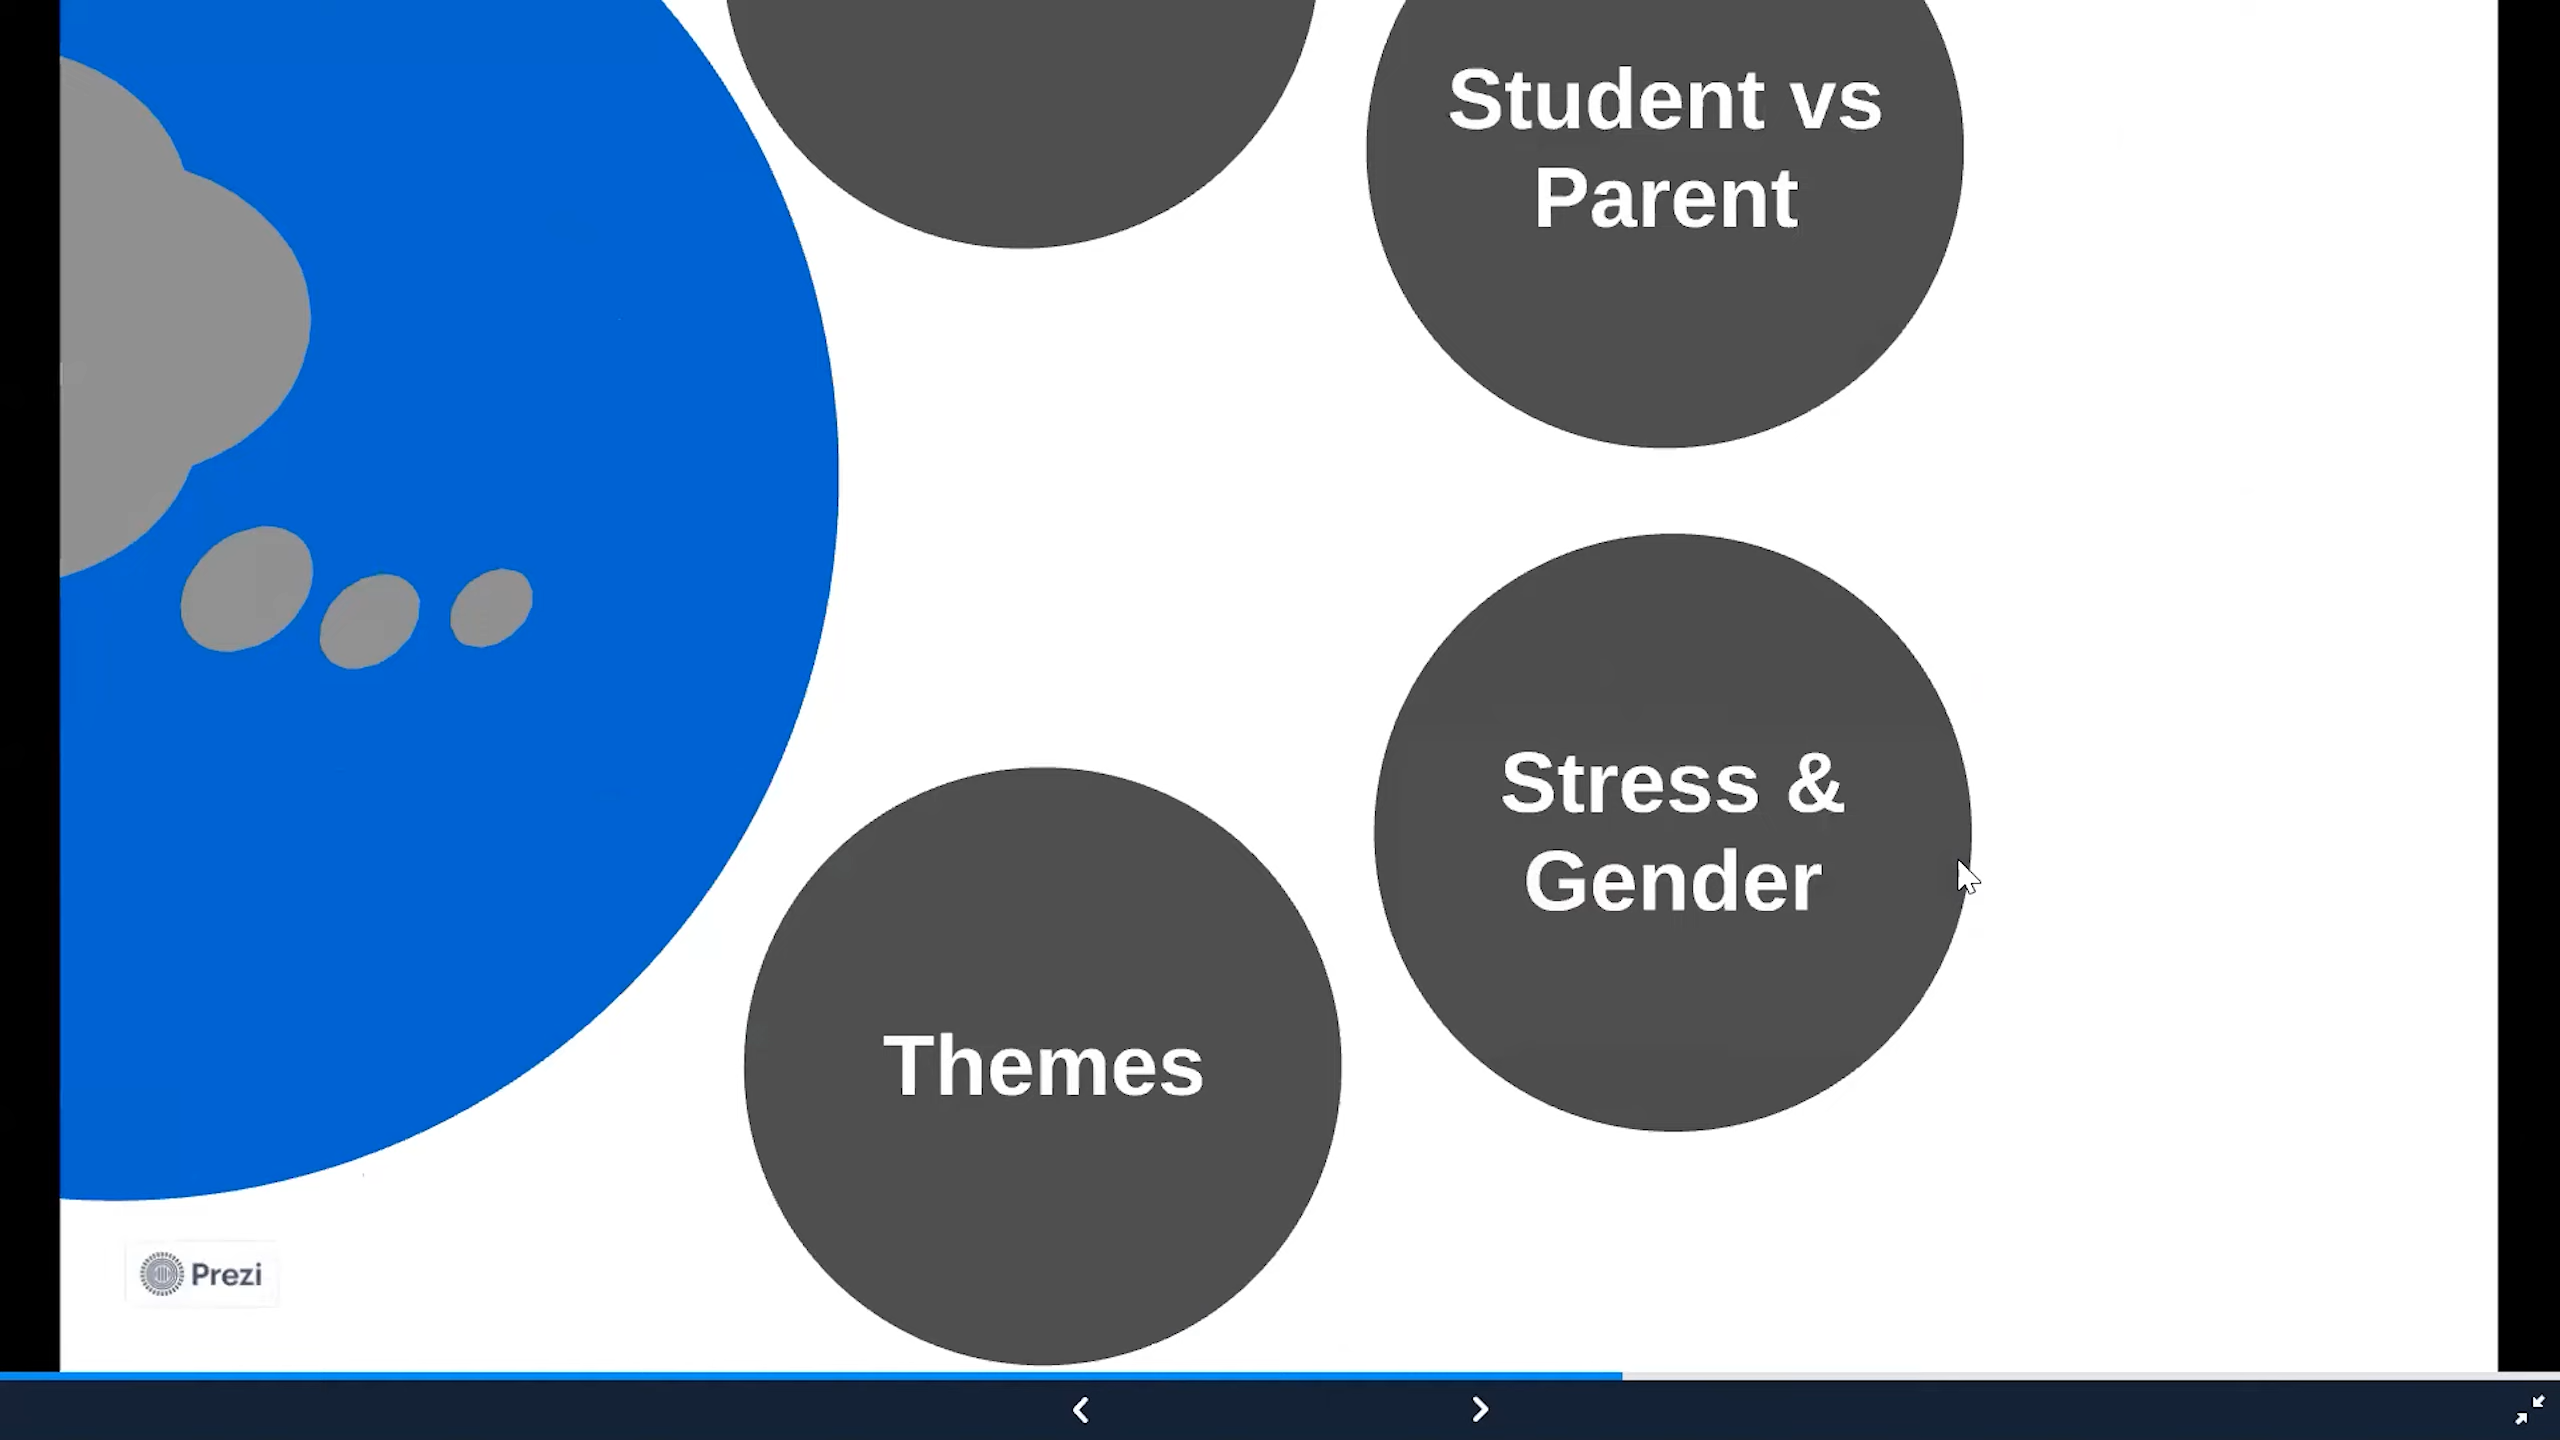 Student vs
Parent
Stress &
Gender
Themes
Prezi